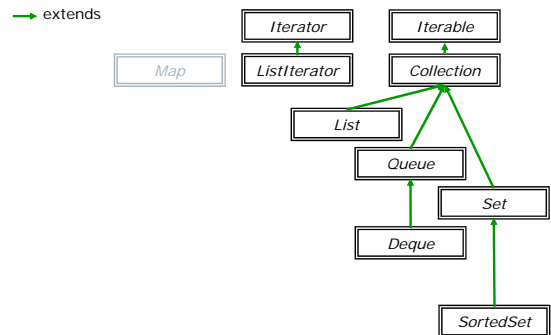 extends
Iterator
Iterable
Map
ListIterator
Collection
List
Queue
Set
Deque
SortedSet